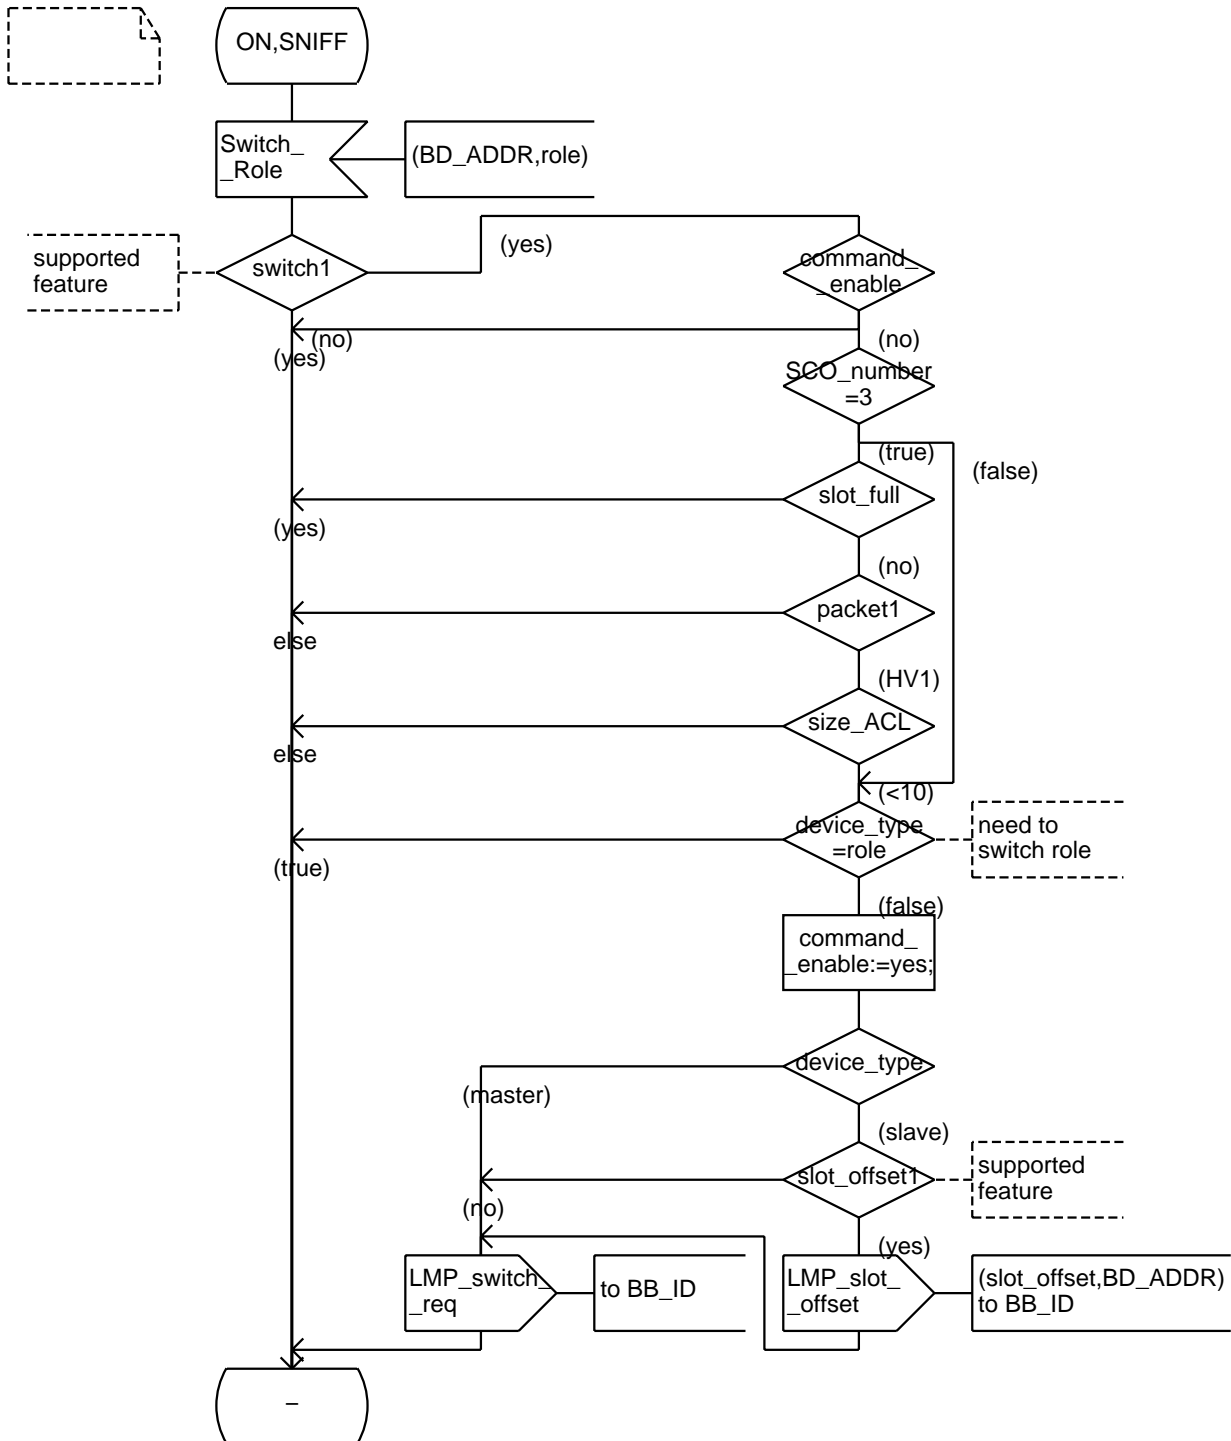 ON,SNIFF
Switch_
_Role
(BD_ADDR,role)
supported
feature
switch1
(yes)
command_
_enable
(no)
(yes)
(no)
SCO_number
=3
(true)
(false)
slot_full
(yes)
(no)
packet1
else
(HV1)
size_ACL
else
(<10)
device_type
=role
need to
switch role
(true)
(false)
command_
_enable:=yes;
device_type
(master)
(slave)
slot_offset1
supported
feature
(no)
(yes)
LMP_switch_
_req
to BB_ID
LMP_slot_
_offset
(slot_offset,BD_ADDR)
to BB_ID
–